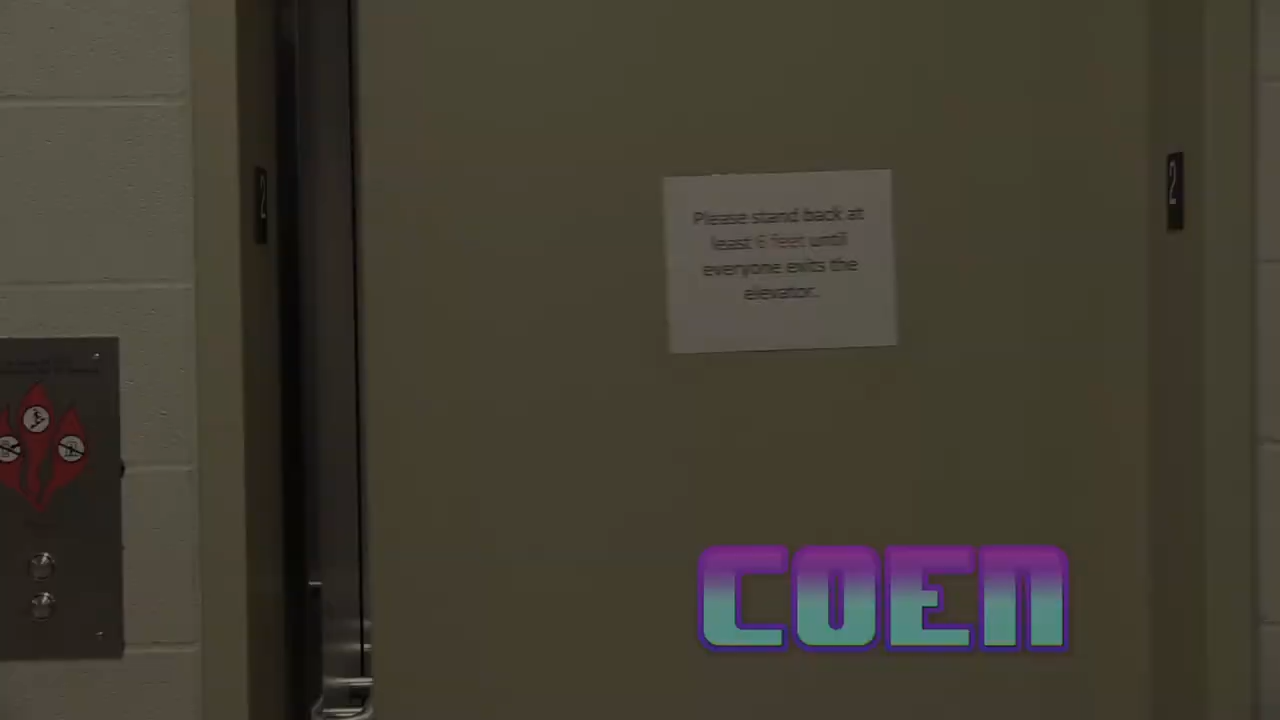 2
2
Please stand back at
least 6 feet until
everyone exits the
elevator.
COEN